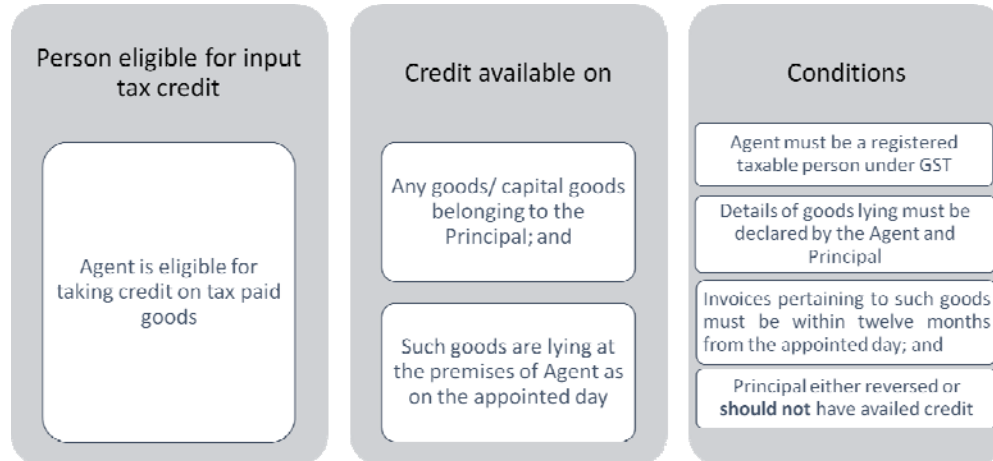 Person eligible for input
tax credit
Agent is eligible for
taking credit on tax paid
goods
Credit available on
Any goods/ capital goods
belonging to the
Principal; and
Such goods are lying at
the premises of Agent as
on the appointed day
Conditions
Agent must be a registered
taxable person under GST
Details of goods lying must be
declared by the Agent and
Principal
Invoices pertaining to such goods
must be within twelve months
from the appointed day; and
Principal either reversed or
should not have availed credit